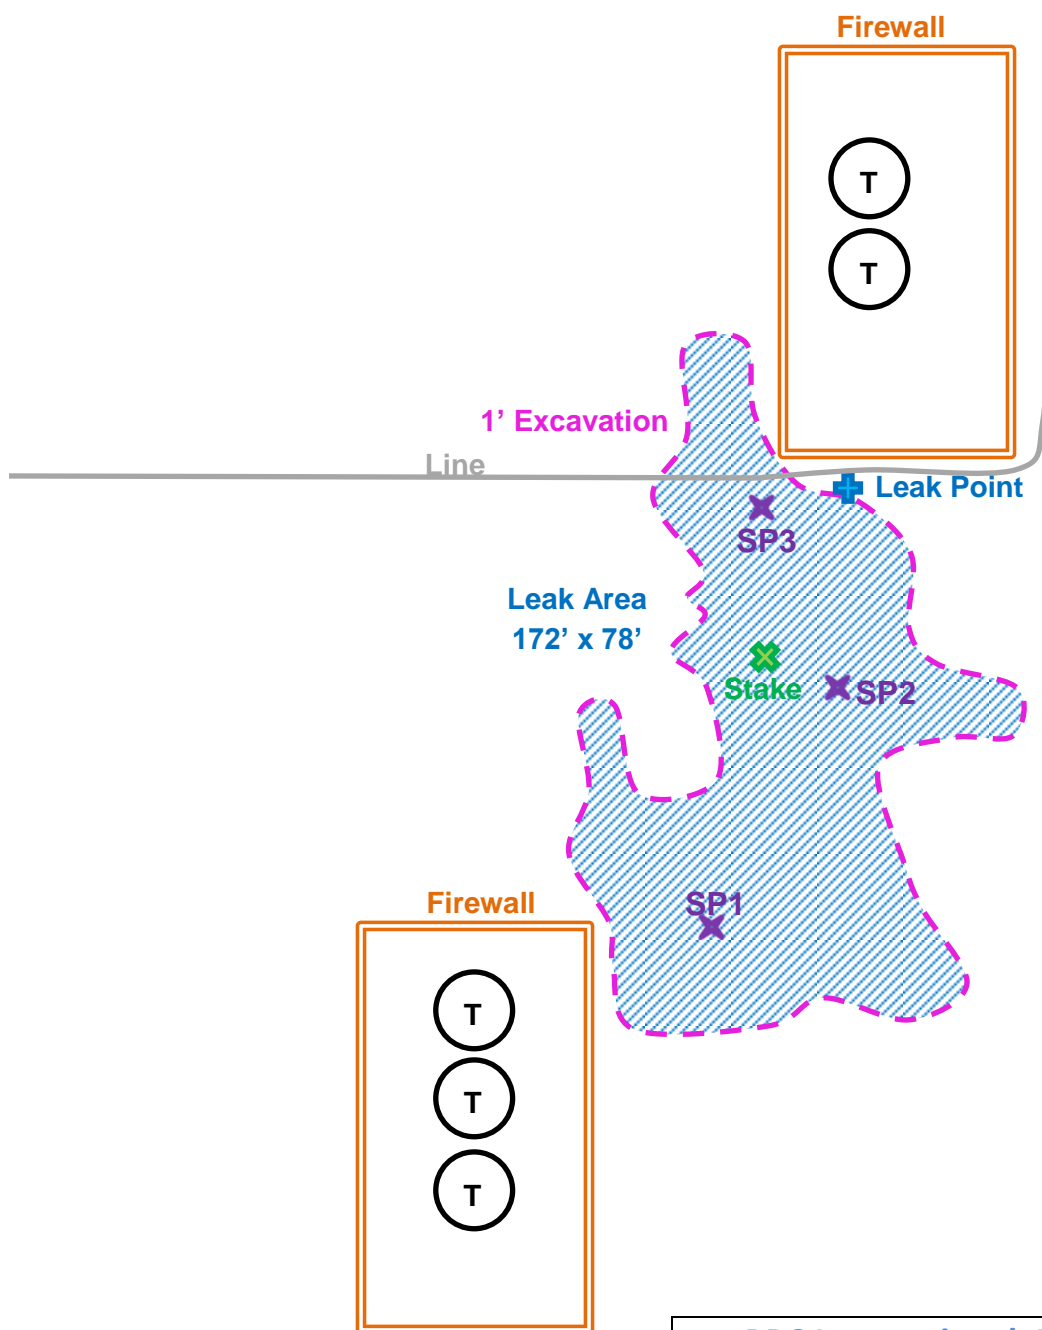 Firewall
T
T
1’ Excavation
Line
Leak Point
SP3
Leak Area
172’ x 78’
Stake
SP2
SP1
Firewall
T
T
T